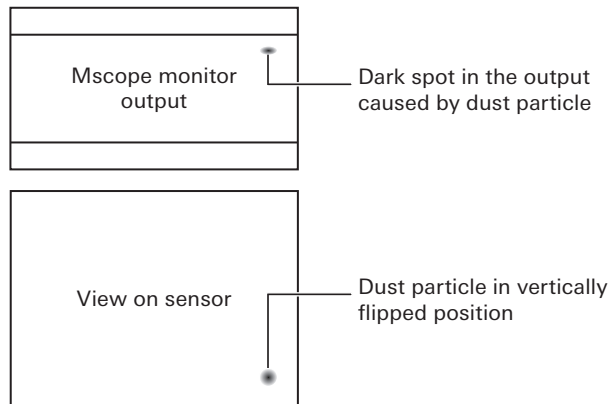 Mscope monitor
output
Dark spot in the output
caused by dust particle
View on sensor
Dust particle in vertically
flipped position